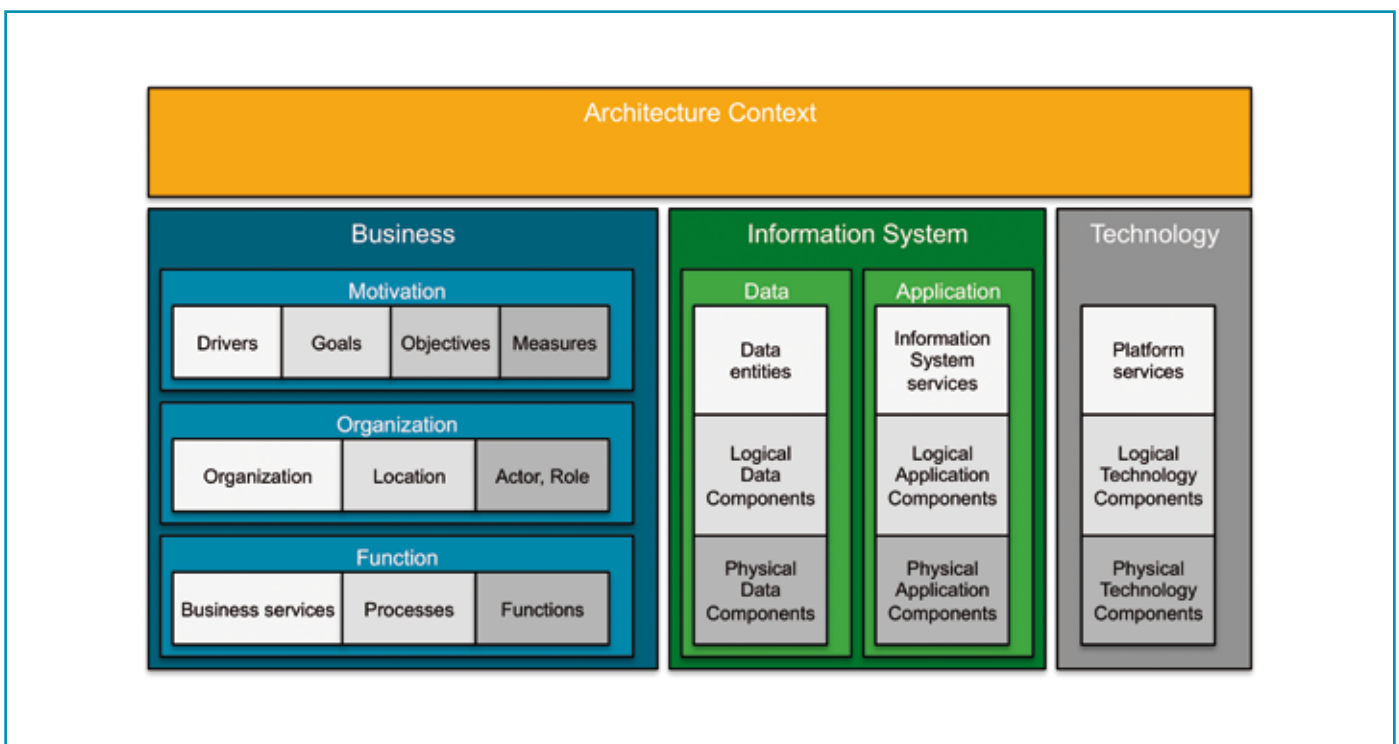 Architecture Context
Business
Motivation
Drivers
Goals
Objectives
Measures
Organization
Organization
Location
Actor, Role
Function
Business services
Processes
Functions
Information System
Data
Data
entities
Logical
Data
Components
Physical
Data
Components
Application
Information
System
services
Logical
Application
Components
Physical
Application
Components
Technology
Platform
services
Logical
Technology
Components
Physical
Technology
Components